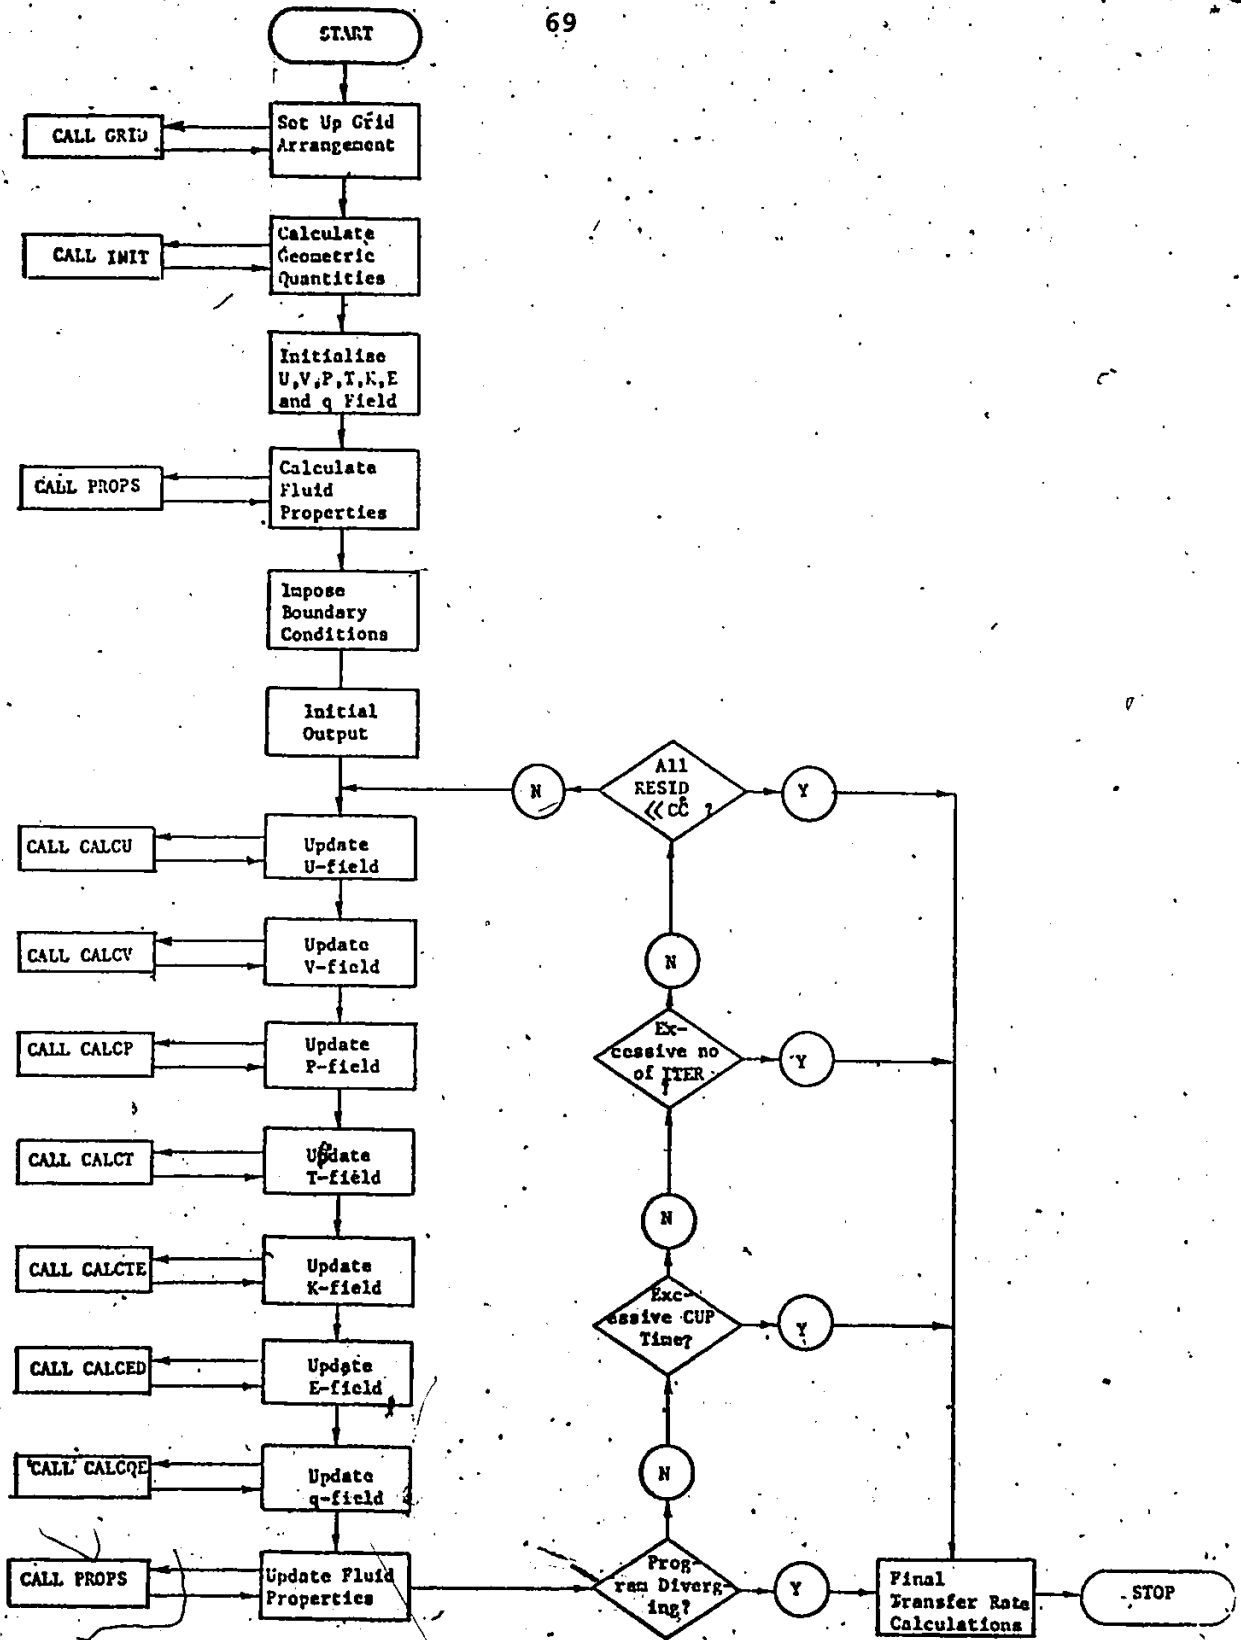 69
START
CALL GRID
Set Up Grid
Arrangement
CALL INIT
Calculate
Geometric
Quantities
Initialise
U,V,P,T,K,E
and q Field
CALL PROPS
Calculate
Fluid
Properties
Impose
Boundary
Conditions
Initial
Output
N
All
RESID
<< CC ?
Y
CALL CALCU
Update
U-field
CALL CALCV
Update
V-field
N
CALL CALCP
Update
P-field
Ex-
cessive no
of ITER
?
Y
CALL CALCT
Update
T-field
N
CALL CALCTE
Update
K-field
Exc-
essive CUP
Time?
Y
CALL CALCED
Update
E-field
CALL CALCQE
Update
q-field
N
CALL PROPS
Update Fluid
Properties
Prog-
ram Diverg-
ing?
Y
Final
Transfer Rate
Calculations
STOP